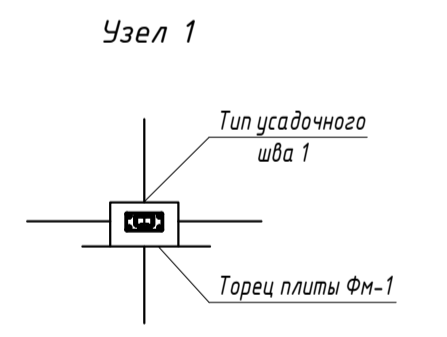 Узел 1
Тип усадочного
шва 1
Торец плиты Фм-1